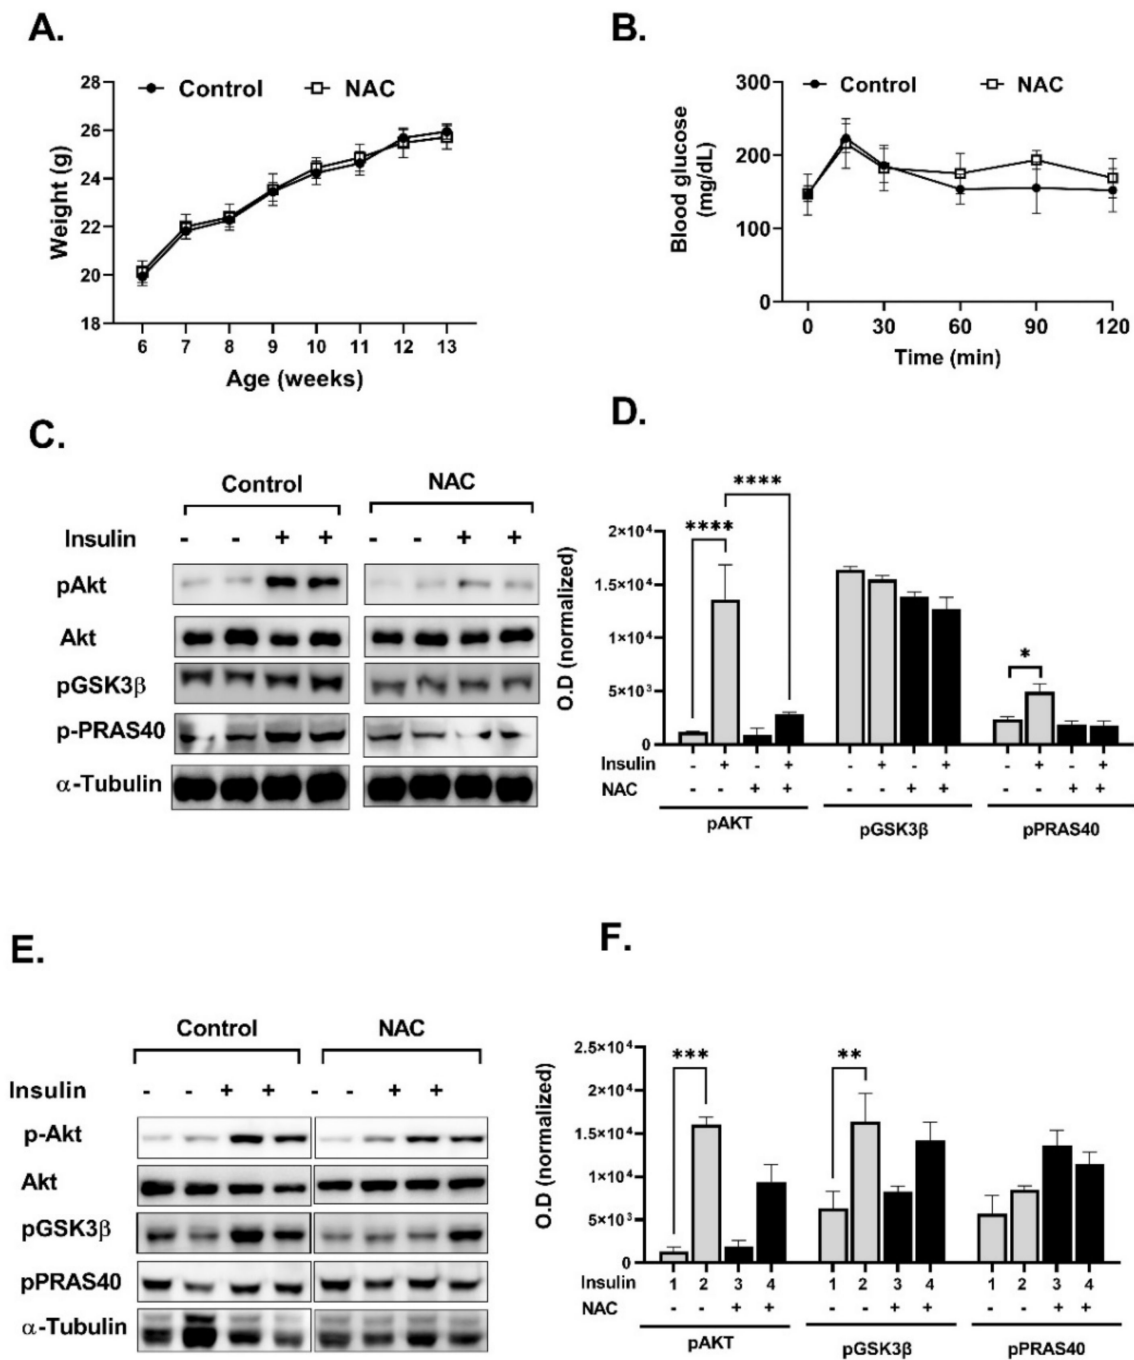 A.
28
26
24
22
20
18
Weight (g)
Control
NAC
6 7 8 9 10 11 12 13
Age (weeks)
B.
300
200
100
0
Blood glucose
(mg/dL)
Control
NAC
0 30 60 90 120
Time (min)
C.
Control NAC
Insulin - - + + - - + +
pAkt
Akt
pGSK3β
p-PRAS40
α-Tubulin
D.
O.D (normalized)
2×10⁴
1.5×10⁴
1×10⁴
5×10³
0
**** **** *
Insulin - + - + - + - + - + - +
NAC - - + + - - + + - - + +
pAKT pGSK3β pPRAS40
E.
Control NAC
Insulin - - + + - - + +
p-Akt
Akt
pGSK3β
pPRAS40
α-Tubulin
F.
O.D (normalized)
2.5×10⁴
2×10⁴
1.5×10⁴
1×10⁴
5×10³
0
*** **
Insulin 1 2 3 4 1 2 3 4 1 2 3 4
NAC - - + + - - + + - - + +
pAKT pGSK3β pPRAS40